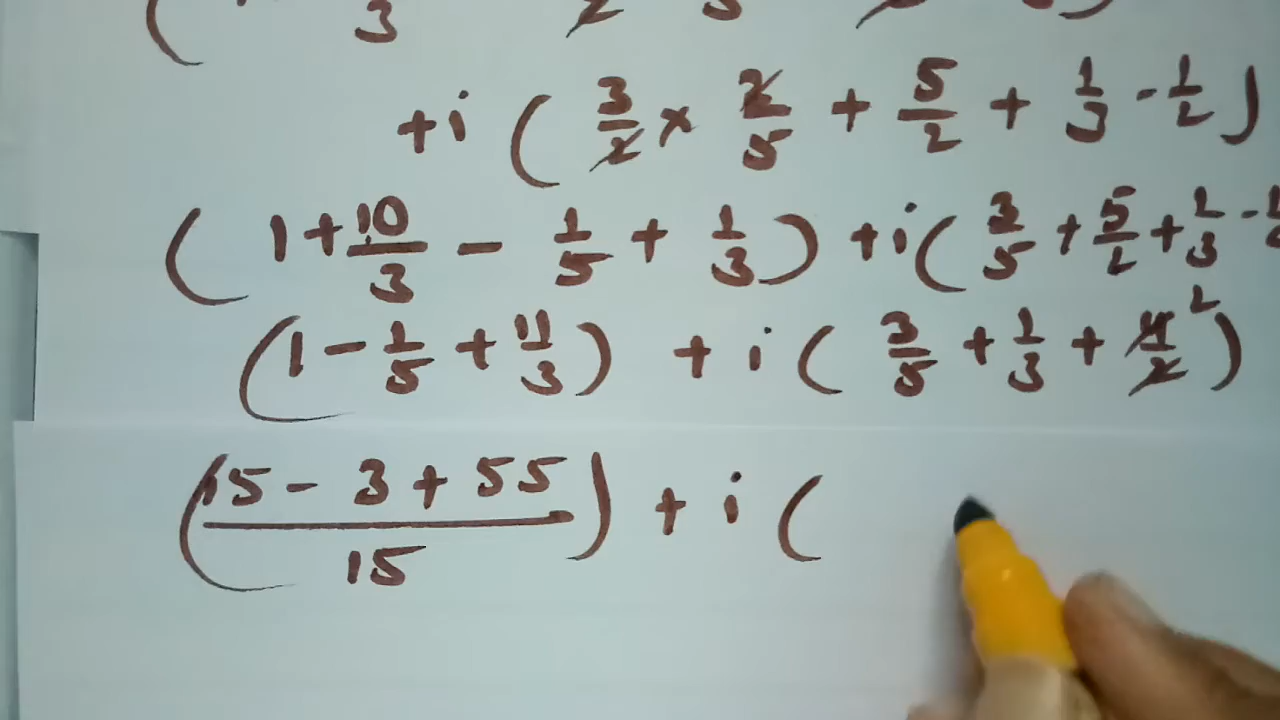 +i ( 3/2 × 2/5 + 5/2 + 1/3 - 1/2 )
( 1 + 10/3 - 1/5 + 1/3 ) + i ( 3/5 + 5/2 + 1/3 -
( 1 - 1/5 + 11/3 ) + i ( 3/5 + 1/3 + 4/2 2 )
( 15 - 3 + 55 / 15 ) + i (